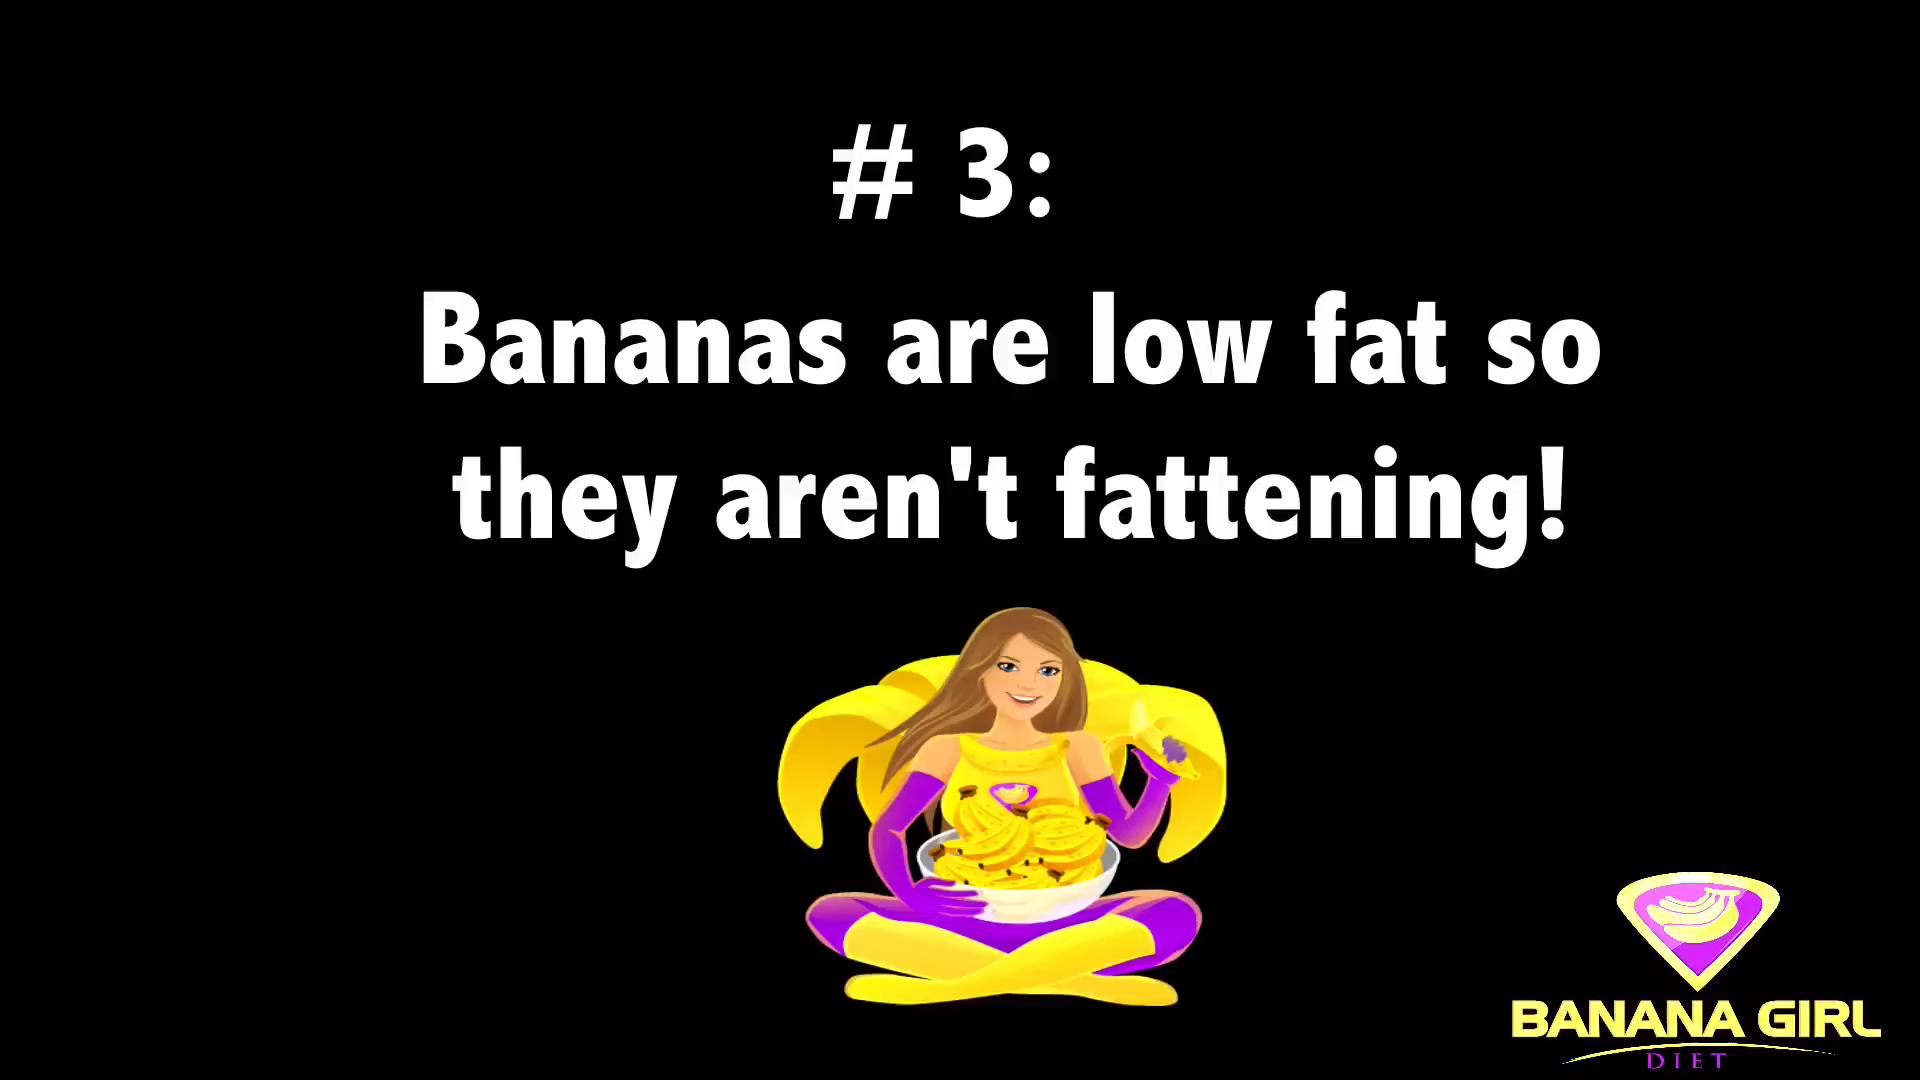 # 3:
Bananas are low fat so
they aren't fattening!
BANANA GIRL
DIET